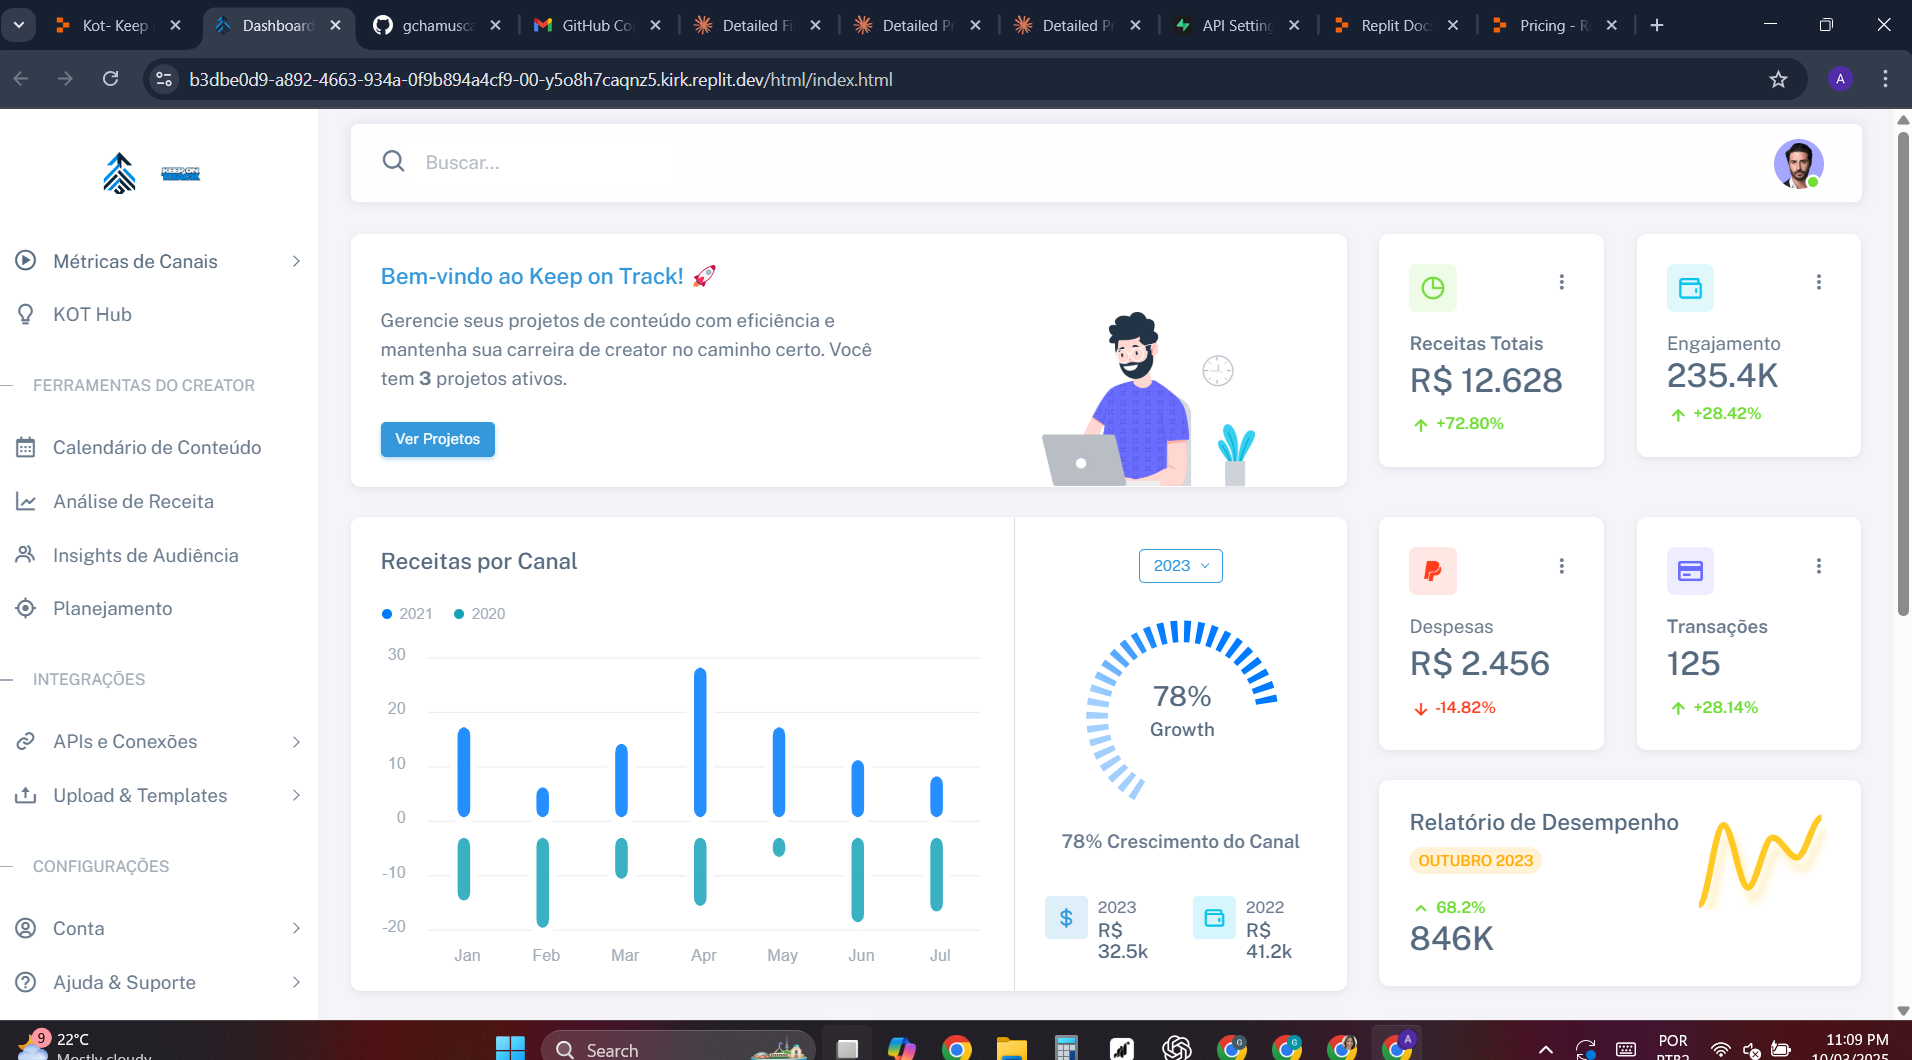 Kot- Keep
Dashboard
gchamusca
GitHub Co
Detailed Fi
Detailed Pr
Detailed Pr
API Setting
Replit Doc
Pricing - R
b3dbe0d9-a892-4663-934a-0f9b894a4cf9-00-y5o8h7caqnz5.kirk.replit.dev/html/index.html
A
KEEP ON
TRACK
Buscar...
Métricas de Canais
KOT Hub
FERRAMENTAS DO CREATOR
Calendário de Conteúdo
Análise de Receita
Insights de Audiência
Planejamento
INTEGRAÇÕES
APIs e Conexões
Upload & Templates
CONFIGURAÇÕES
Conta
Ajuda & Suporte
Bem-vindo ao Keep on Track! 🚀
Gerencie seus projetos de conteúdo com eficiência e
mantenha sua carreira de creator no caminho certo. Você
tem 3 projetos ativos.
Ver Projetos
Receitas Totais
R$ 12.628
+72.80%
Engajamento
235.4K
+28.42%
Receitas por Canal
2021
2020
30
20
10
0
-10
-20
Jan
Feb
Mar
Apr
May
Jun
Jul
2023
78%
Growth
78% Crescimento do Canal
$
2023
R$
32.5k
2022
R$
41.2k
Despesas
R$ 2.456
-14.82%
Transações
125
+28.14%
Relatório de Desempenho
OUTUBRO 2023
68.2%
846K
9
22°C
Mostly cloudy
Search
G
G
A
POR
PTB2
11:09 PM
10/03/2025